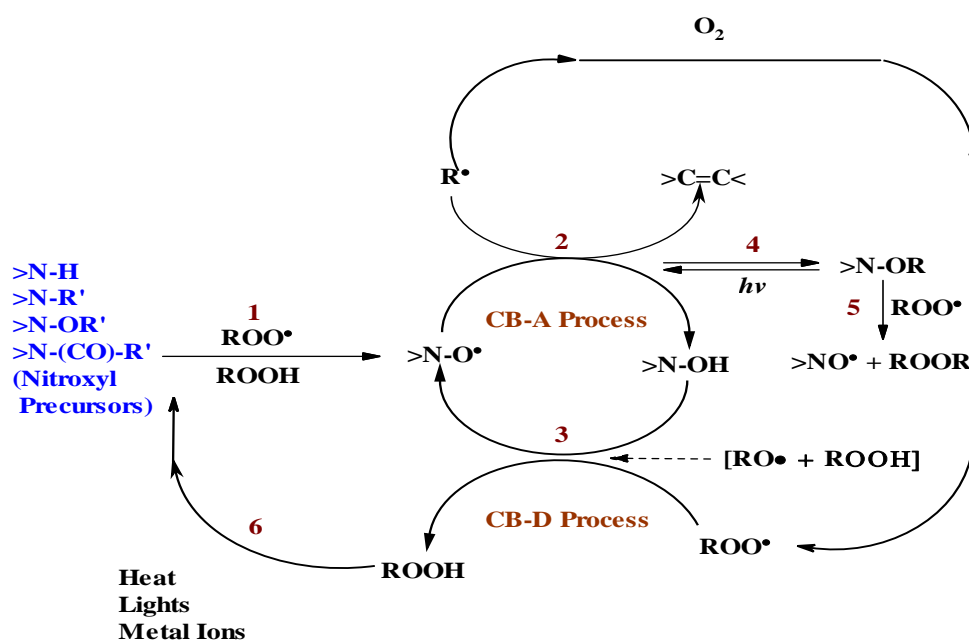 O₂
R•
>C=C<
2
4
>N-H
>N-R'
>N-OR'
>N-(CO)-R'
(Nitroxyl
Precursors)
1
ROO•
ROOH
hv
>N-OR
5
ROO•
CB-A Process
>N-O•
>N-OH
>NO• + ROOR
3
[RO• + ROOH]
CB-D Process
6
ROO•
ROOH
Heat
Lights
Metal Ions